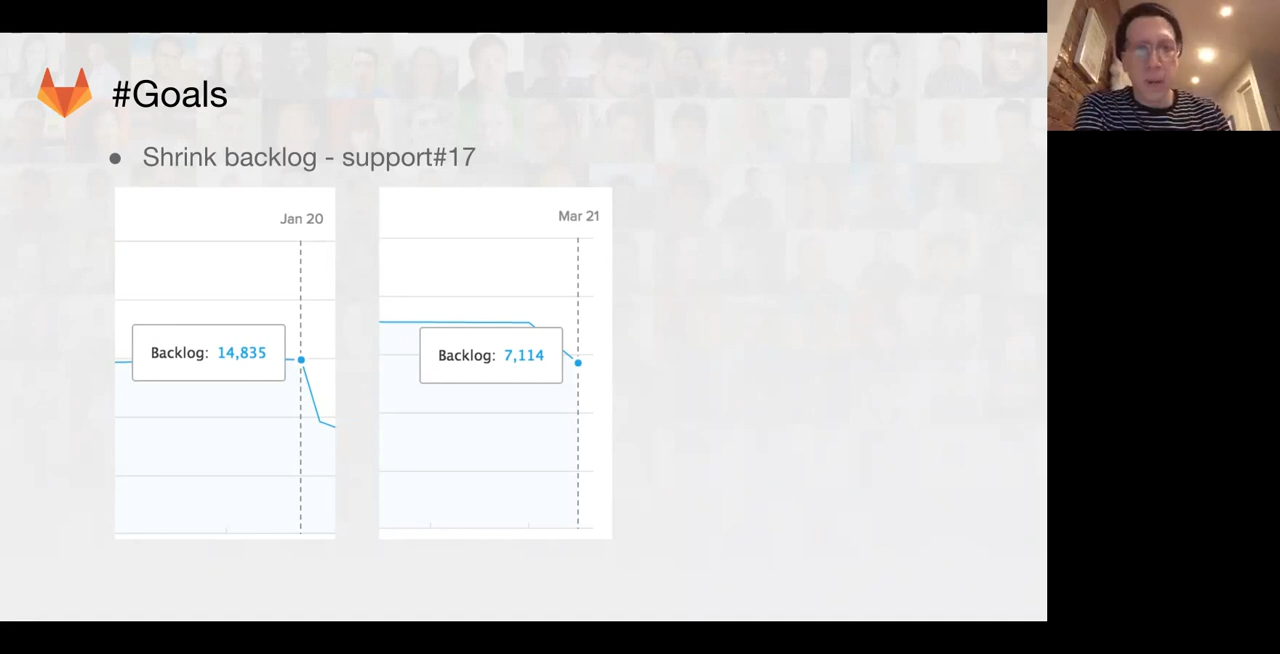 #Goals
● Shrink backlog - support#17
Jan 20
Backlog: 14,835
Mar 21
Backlog: 7,114